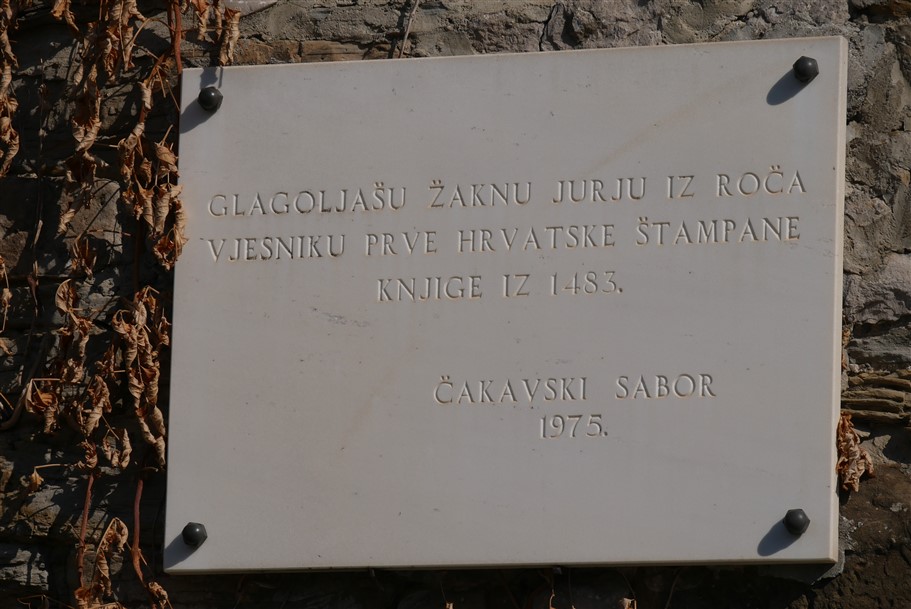 GLAGOLJAŠU ŽAKNU JURJU IZ ROČA
VJESNIKU PRVE HRVATSKE ŠTAMPANE
KNJIGE IZ 1483.
ČAKAVSKI SABOR
1975.